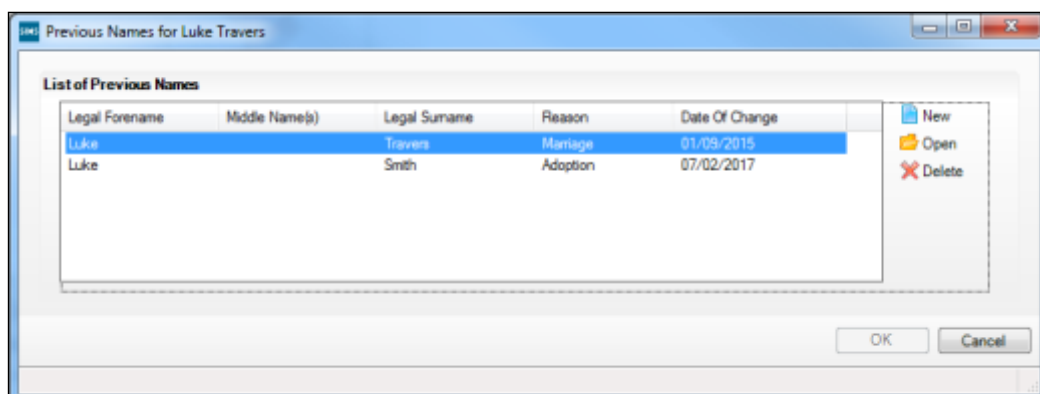 SIMS Previous Names for Luke Travers
List of Previous Names
Legal Forename Middle Name(s) Legal Surname Reason Date Of Change
Luke Travers Marriage 01/09/2015
Luke Smith Adoption 07/02/2017
New
Open
Delete
OK Cancel